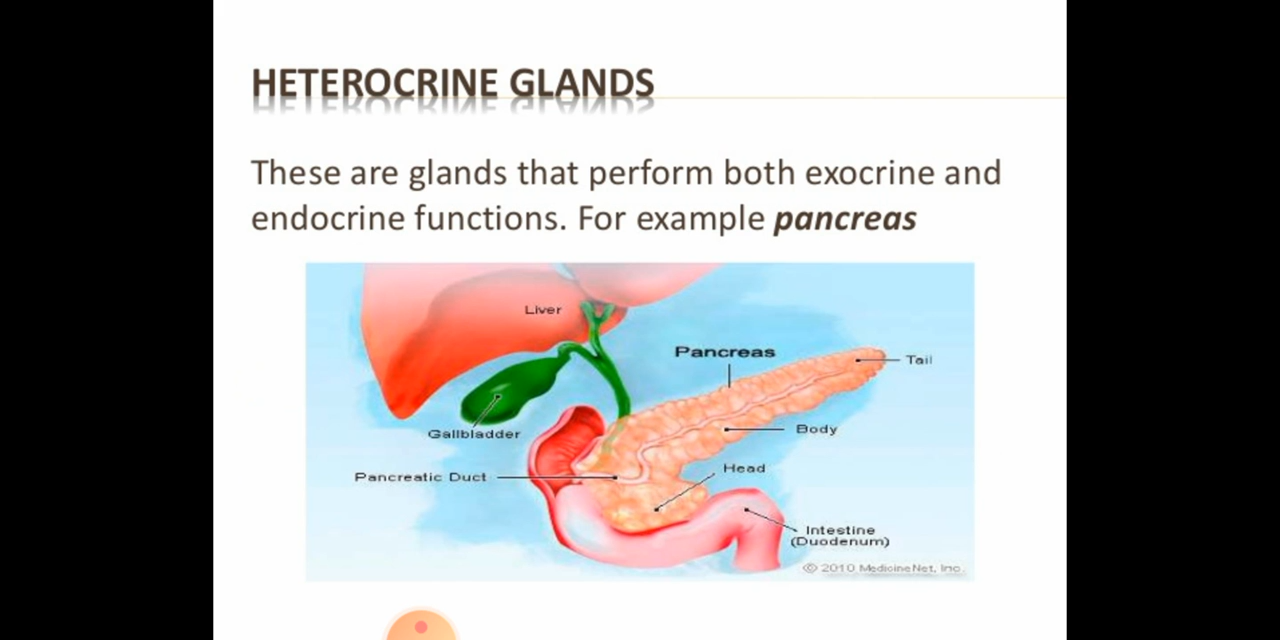 HETEROCRINE GLANDS
These are glands that perform both exocrine and
endocrine functions. For example pancreas
Liver
Pancreas
Tail
Gallbladder
Body
Head
Pancreatic Duct
Intestine
(Duodenum)
© 2010 MedicineNet, Inc.